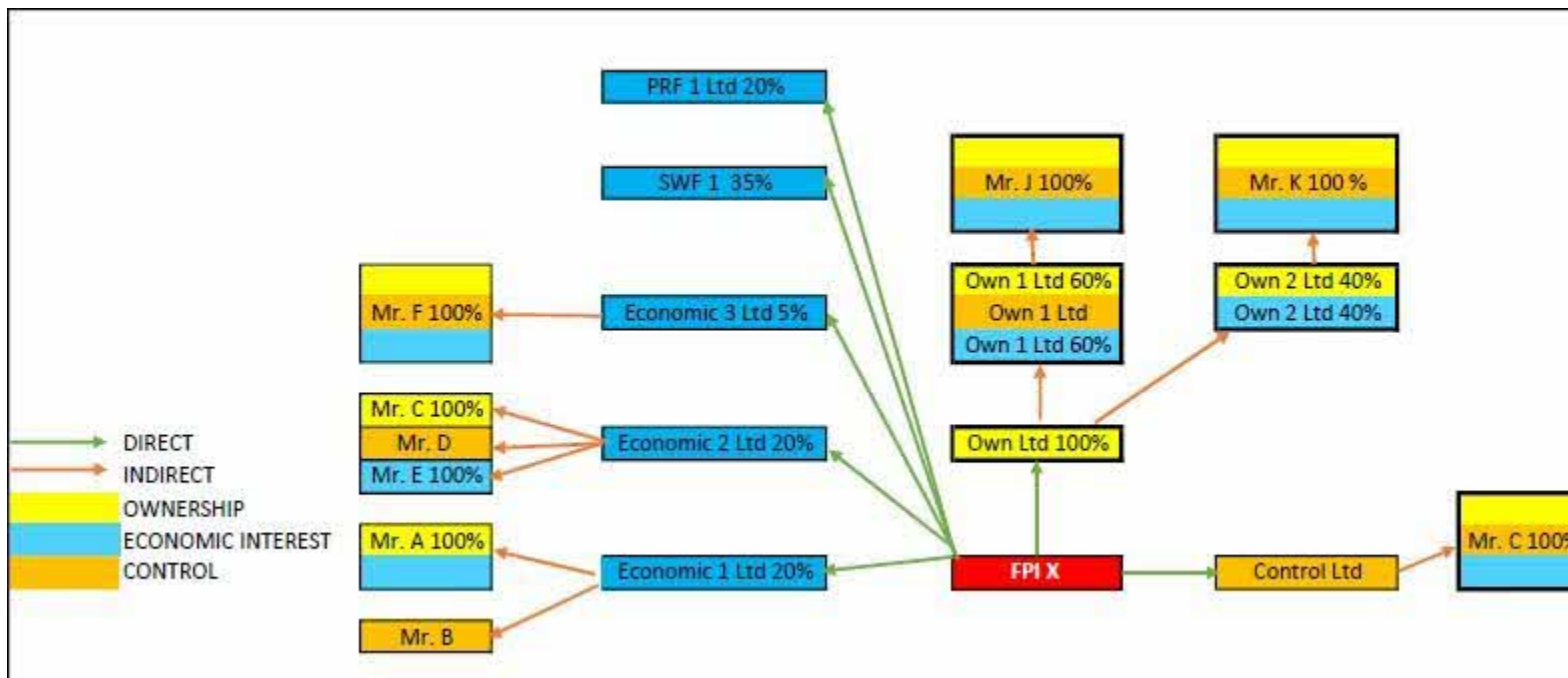 PRF 1 Ltd 20%
SWF 1 35%
Mr. J 100%
Mr. K 100 %
Mr. F 100%
Economic 3 Ltd 5%
Own 1 Ltd 60%
Own 1 Ltd
Own 1 Ltd 60%
Own 2 Ltd 40%
Own 2 Ltd 40%
Mr. C 100%
Mr. D
Mr. E 100%
Economic 2 Ltd 20%
Own Ltd 100%
DIRECT
INDIRECT
OWNERSHIP
ECONOMIC INTEREST
CONTROL
Mr. A 100%
Mr. B
Economic 1 Ltd 20%
FPI X
Control Ltd
Mr. C 100%